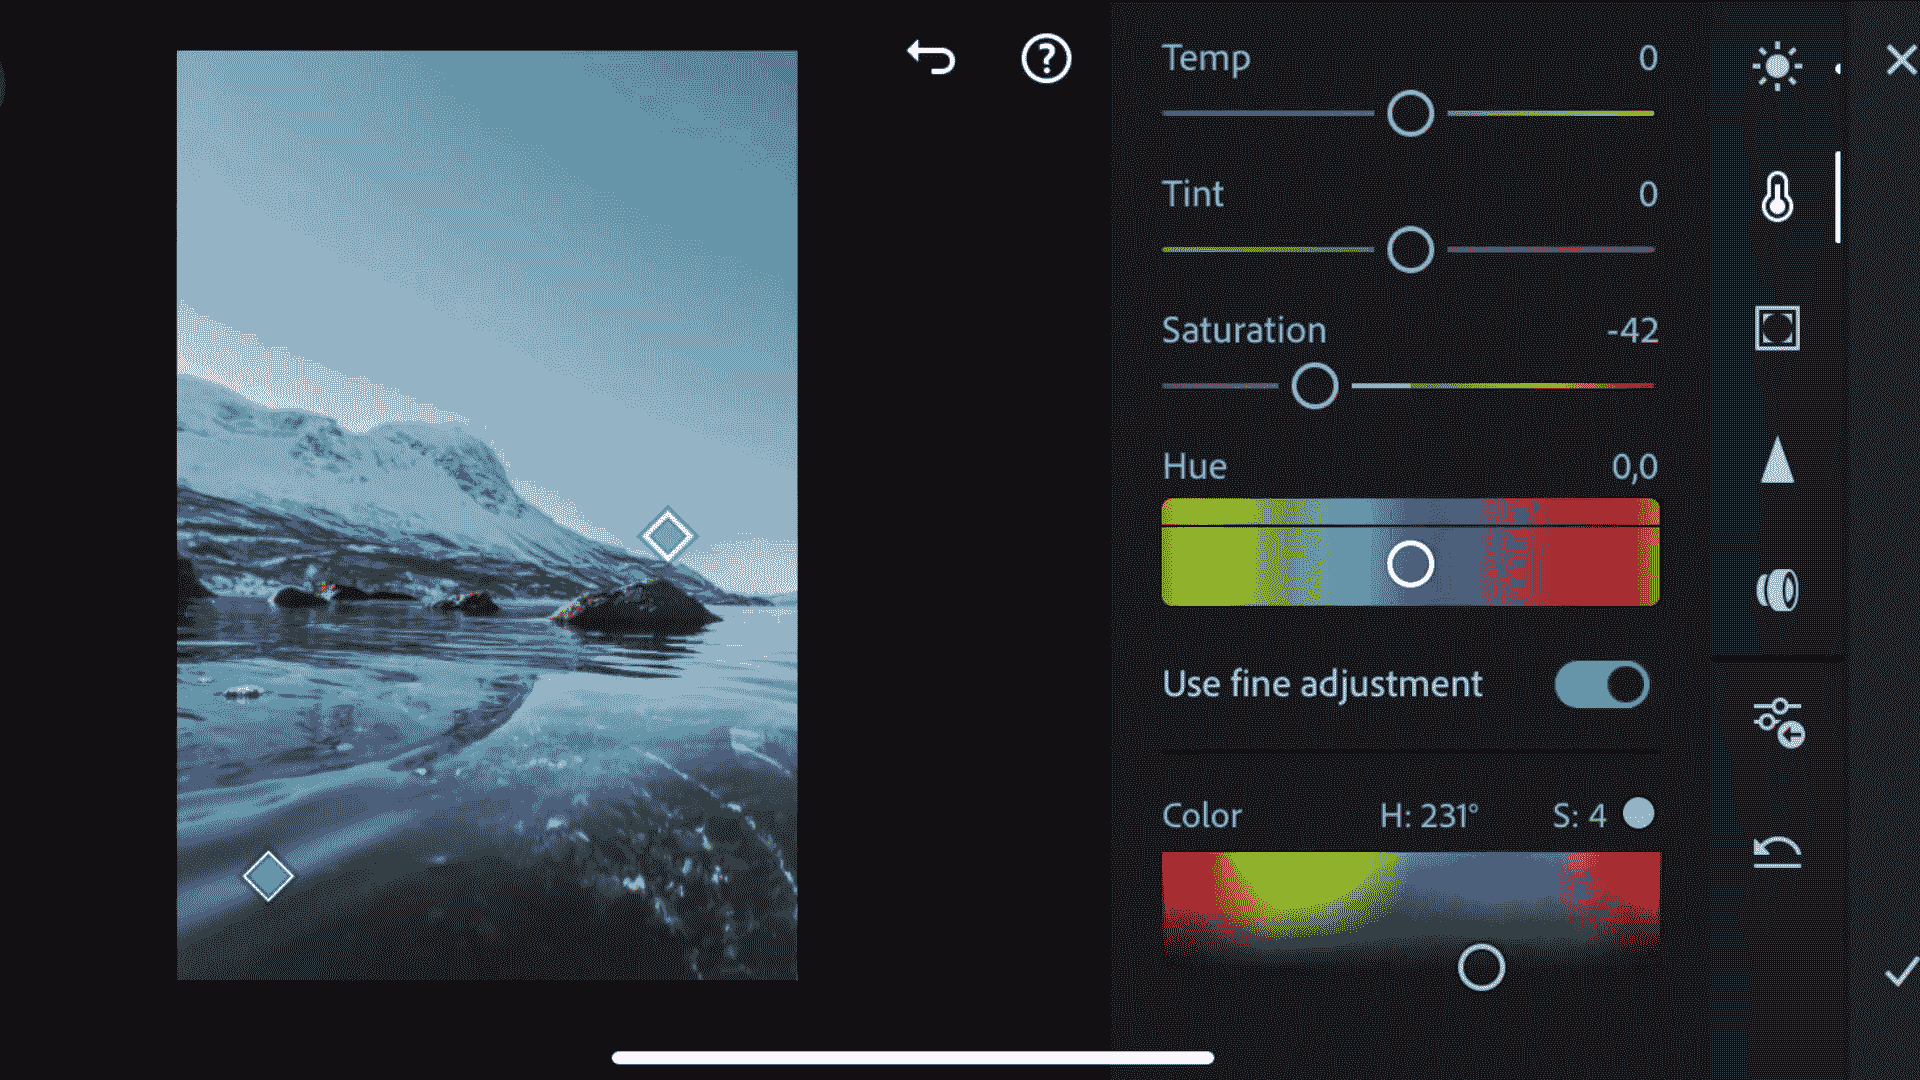 Temp 0
Tint 0
Saturation -42
Hue 0,0
Use fine adjustment
Color H: 231° S: 4